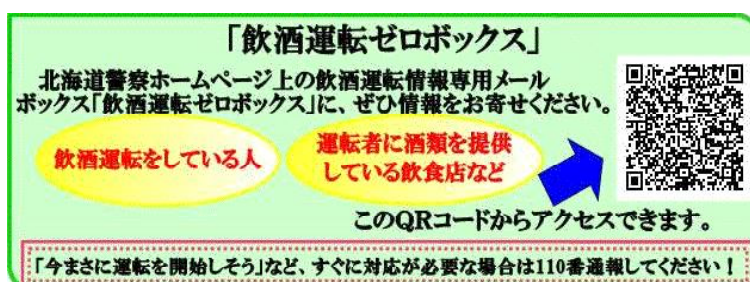 「飲酒運転ゼロボックス」
北海道警察ホームページ上の飲酒運転情報専用メール
ボックス「飲酒運転ゼロボックス」に、ぜひ情報をお寄せください。
飲酒運転をしている人
運転者に酒類を提供
している飲食店など
このQRコードからアクセスできます。
「今まさに運転を開始しそう」など、すぐに対応が必要な場合は110番通報してください！